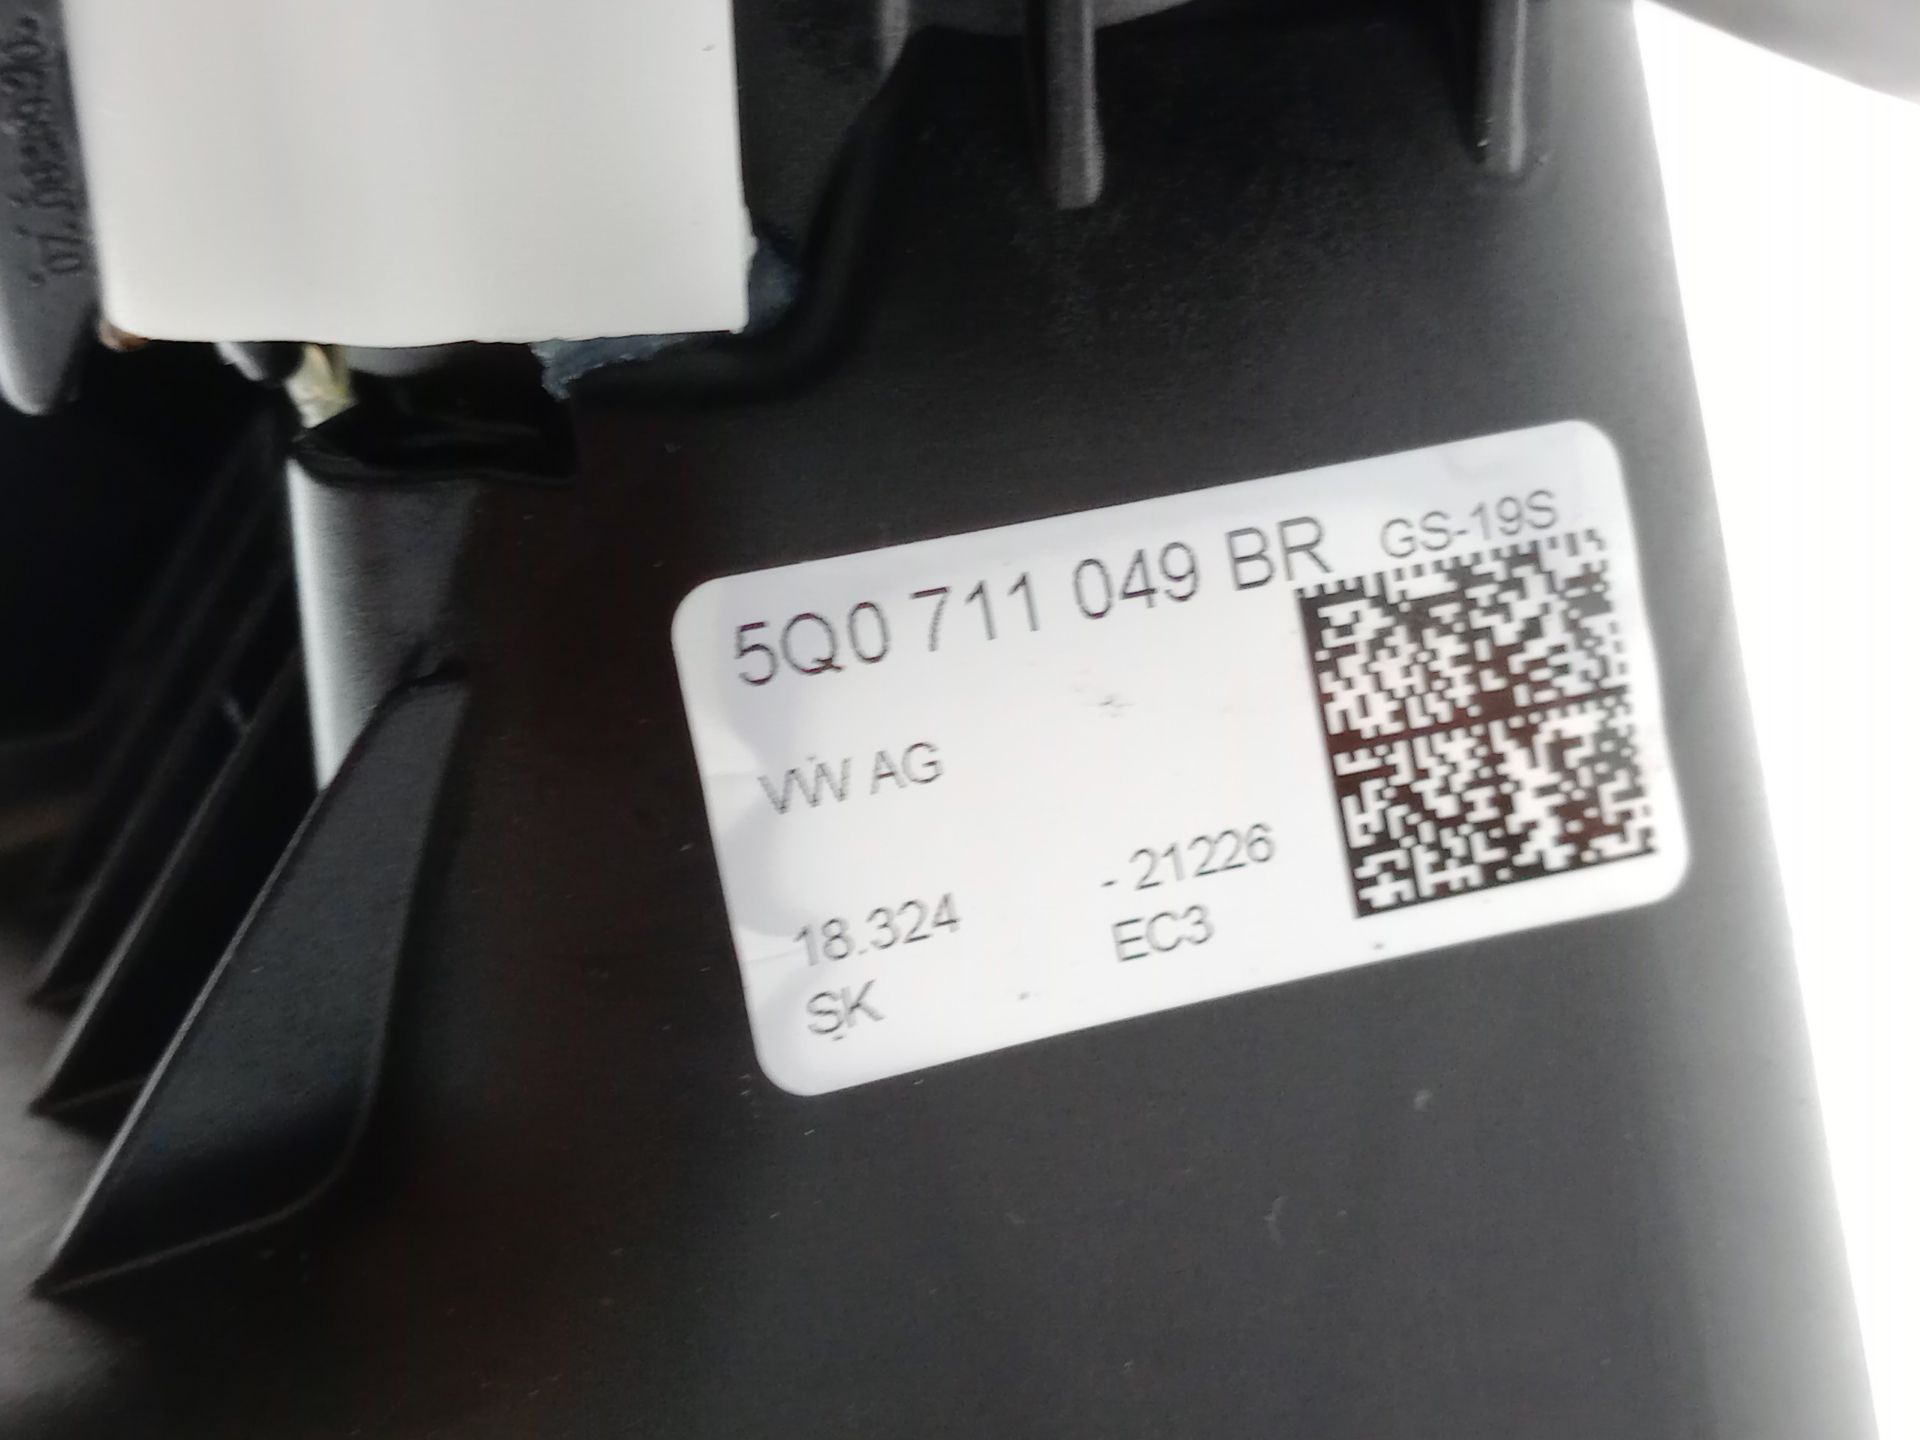 5Q0 711 049 BR GS-19S
VW AG
18.324 - 21226
SK EC3